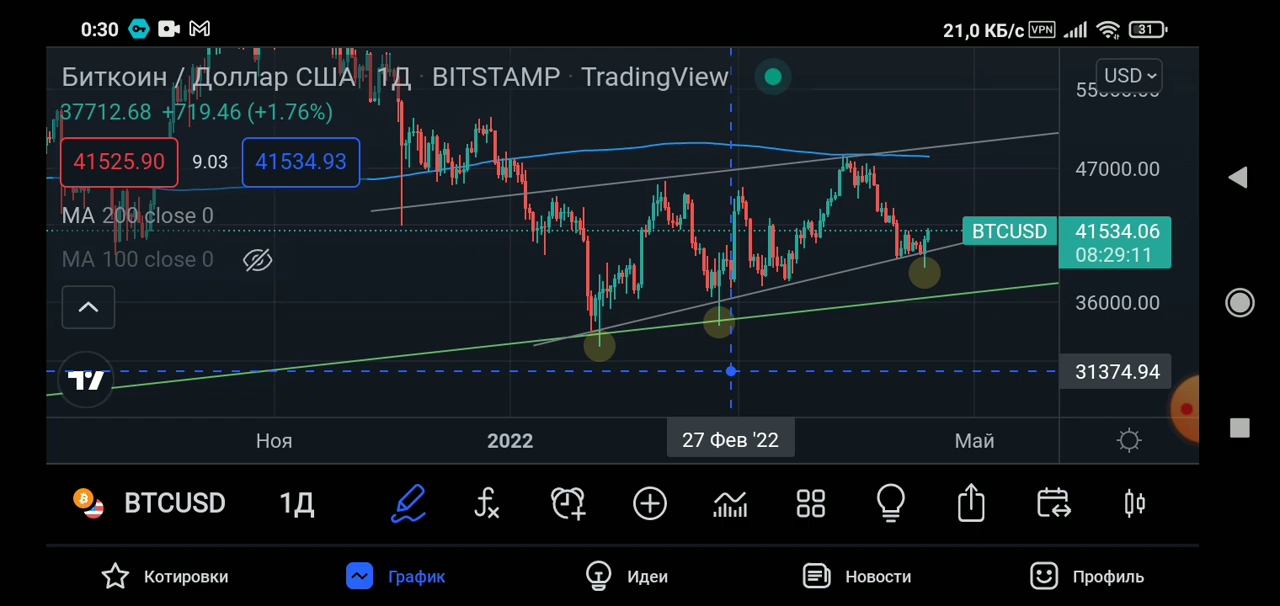 0:30
21,0 КБ/с VPN 31
Биткоин / Доллар США · 1Д · BITSTAMP · TradingView
USD
55000.00
37712.68 +719.46 (+1.76%)
41525.90 9.03 41534.93
47000.00
MA 200 close 0
BTCUSD 41534.06
08:29:11
MA 100 close 0
36000.00
31374.94
Ноя 2022 27 Фев '22 Май
BTCUSD 1Д
Котировки График Идеи Новости Профиль